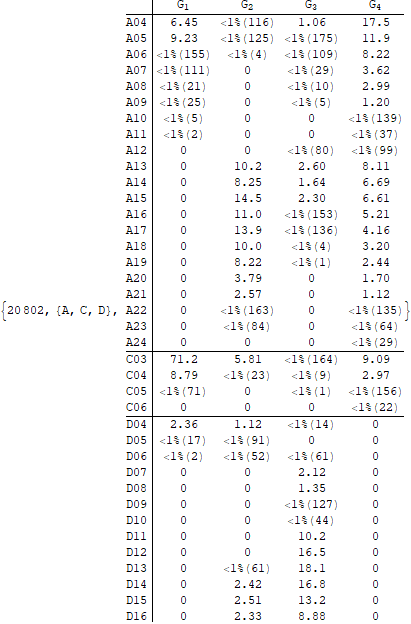 G1 G2 G3 G4
A04 6.45 <1%(116) 1.06 17.5
A05 9.23 <1%(125) <1%(175) 11.9
A06 <1%(155) <1%(4) <1%(109) 8.22
A07 <1%(111) 0 <1%(29) 3.62
A08 <1%(21) 0 <1%(10) 2.99
A09 <1%(25) 0 <1%(5) 1.20
A10 <1%(5) 0 0 <1%(139)
A11 <1%(2) 0 0 <1%(37)
A12 0 0 <1%(80) <1%(99)
A13 0 10.2 2.60 8.11
A14 0 8.25 1.64 6.69
A15 0 14.5 2.30 6.61
A16 0 11.0 <1%(153) 5.21
A17 0 13.9 <1%(136) 4.16
A18 0 10.0 <1%(4) 3.20
A19 0 8.22 <1%(1) 2.44
A20 0 3.79 0 1.70
A21 0 2.57 0 1.12
{20802, {A, C, D}, A22 0 <1%(163) 0 <1%(135) }
A23 0 <1%(84) 0 <1%(64)
A24 0 0 0 <1%(29)
C03 71.2 5.81 <1%(164) 9.09
C04 8.79 <1%(23) <1%(9) 2.97
C05 <1%(71) 0 <1%(1) <1%(156)
C06 0 0 0 <1%(22)
D04 2.36 1.12 <1%(14) 0
D05 <1%(17) <1%(91) 0 0
D06 <1%(2) <1%(52) <1%(61) 0
D07 0 0 2.12 0
D08 0 0 1.35 0
D09 0 0 <1%(127) 0
D10 0 0 <1%(44) 0
D11 0 0 10.2 0
D12 0 0 16.5 0
D13 0 <1%(61) 18.1 0
D14 0 2.42 16.8 0
D15 0 2.51 13.2 0
D16 0 2.33 8.88 0